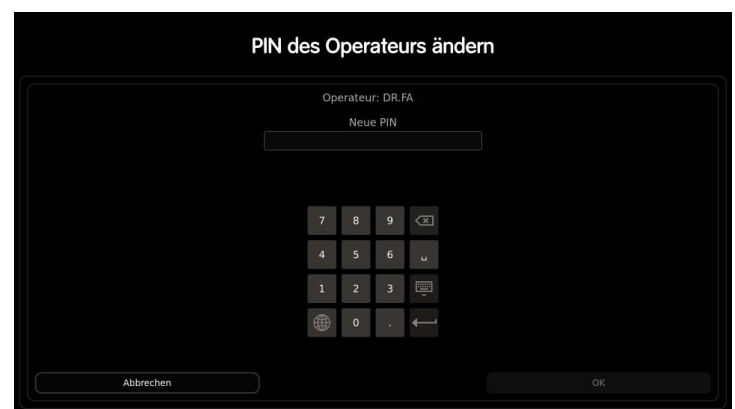 PIN des Operateurs ändern
Operateur: DR.FA
Neue PIN
7 8 9
4 5 6
1 2 3
0 .
Abbrechen OK